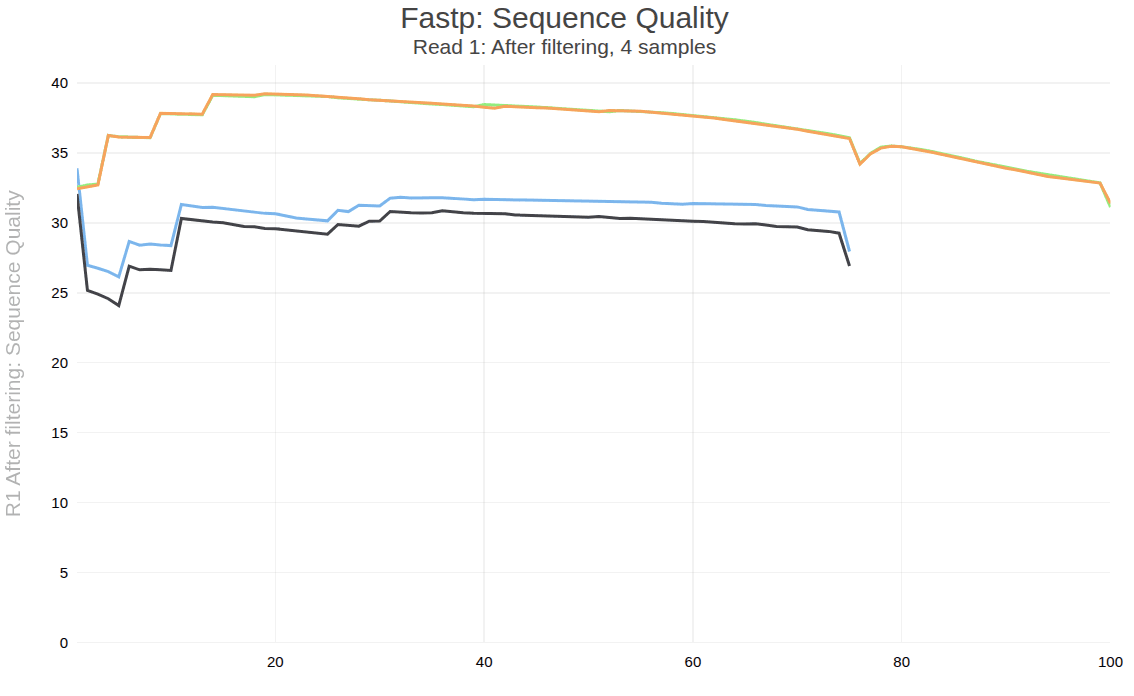 Fastp: Sequence Quality
Read 1: After filtering, 4 samples
R1 After filtering: Sequence Quality
40
35
30
25
20
15
10
5
0
20 40 60 80 100